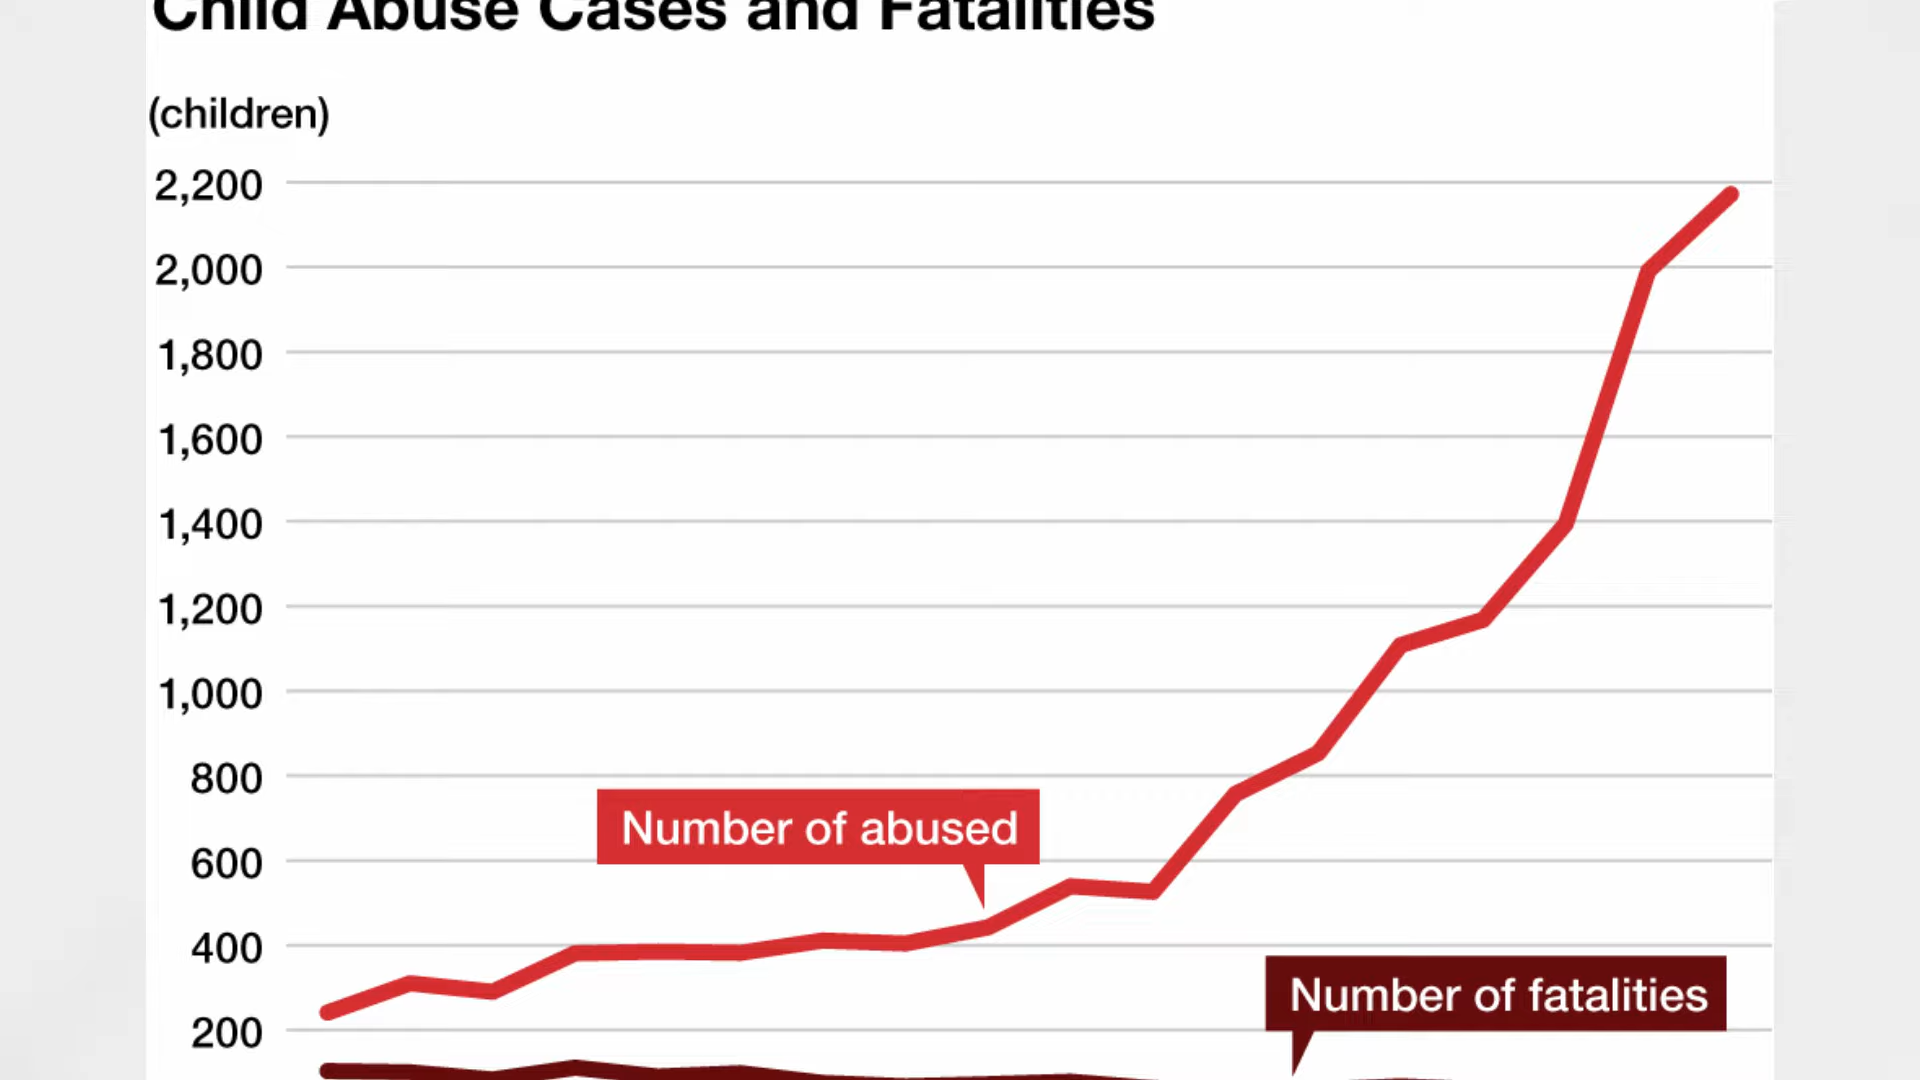 Child Abuse Cases and Fatalities
(children)
2,200
2,000
1,800
1,600
1,400
1,200
1,000
800
Number of abused
600
400
Number of fatalities
200